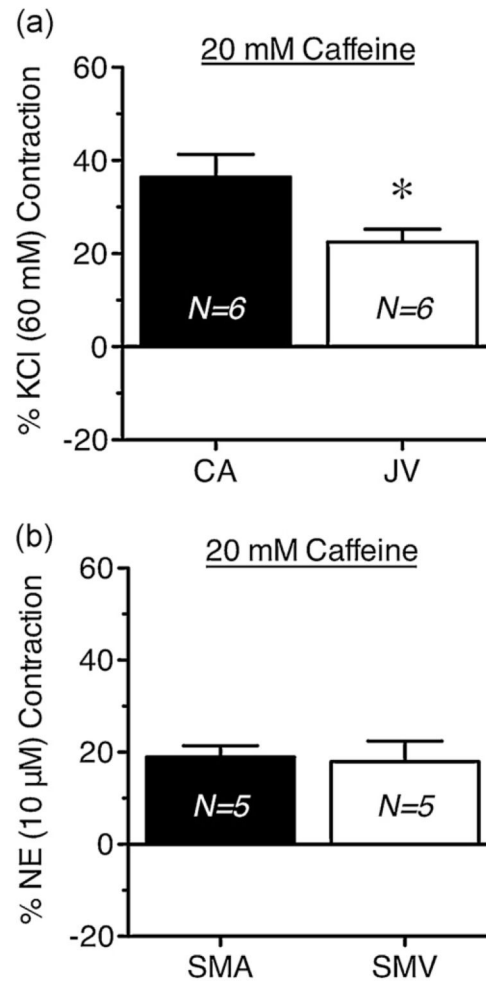 (a)
20 mM Caffeine
% KCl (60 mM) Contraction
60
40
20
0
-20
*
N=6
N=6
CA
JV
(b)
20 mM Caffeine
% NE (10 µM) Contraction
60
40
20
0
-20
N=5
N=5
SMA
SMV